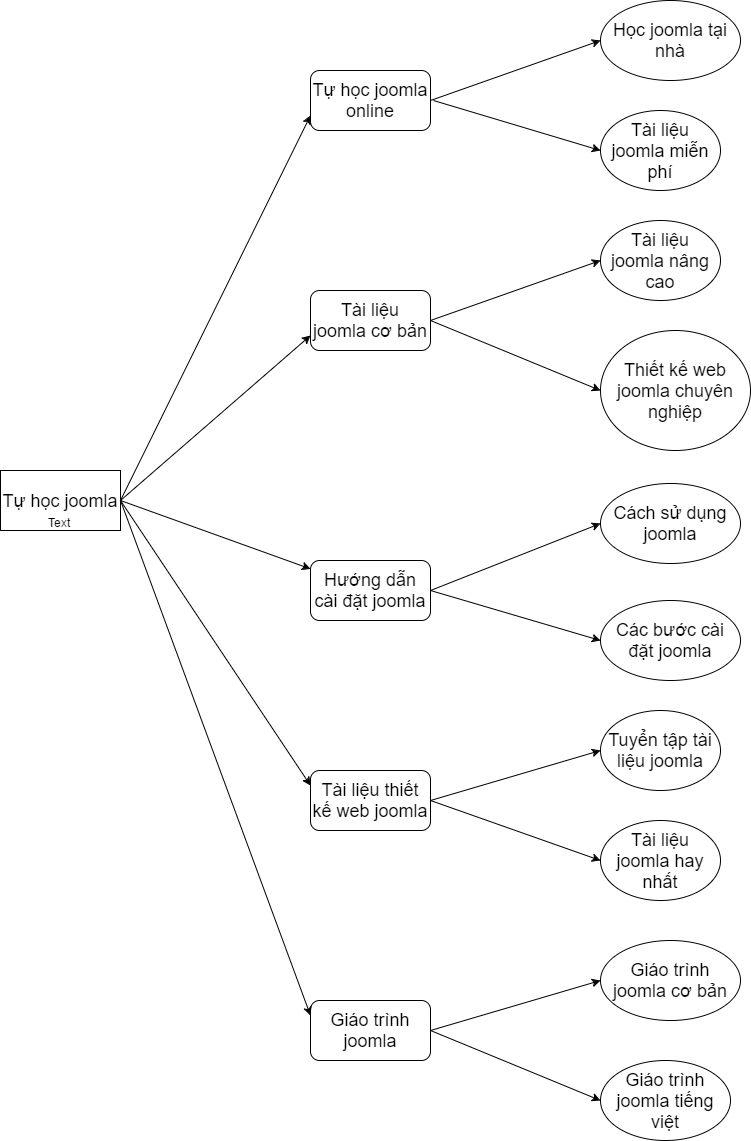 Học joomla tại
nhà
Tự học joomla
online
Tài liệu
joomla miễn
phí
Tài liệu
joomla nâng
cao
Tài liệu
joomla cơ bản
Thiết kế web
joomla chuyên
nghiệp
Tự học joomla
Text
Cách sử dụng
joomla
Hướng dẫn
cài đặt joomla
Các bước cài
đặt joomla
Tuyển tập tài
liệu joomla
Tài liệu thiết
kế web joomla
Tài liệu
joomla hay
nhất
Giáo trình
joomla cơ bản
Giáo trình
joomla
Giáo trình
joomla tiếng
việt